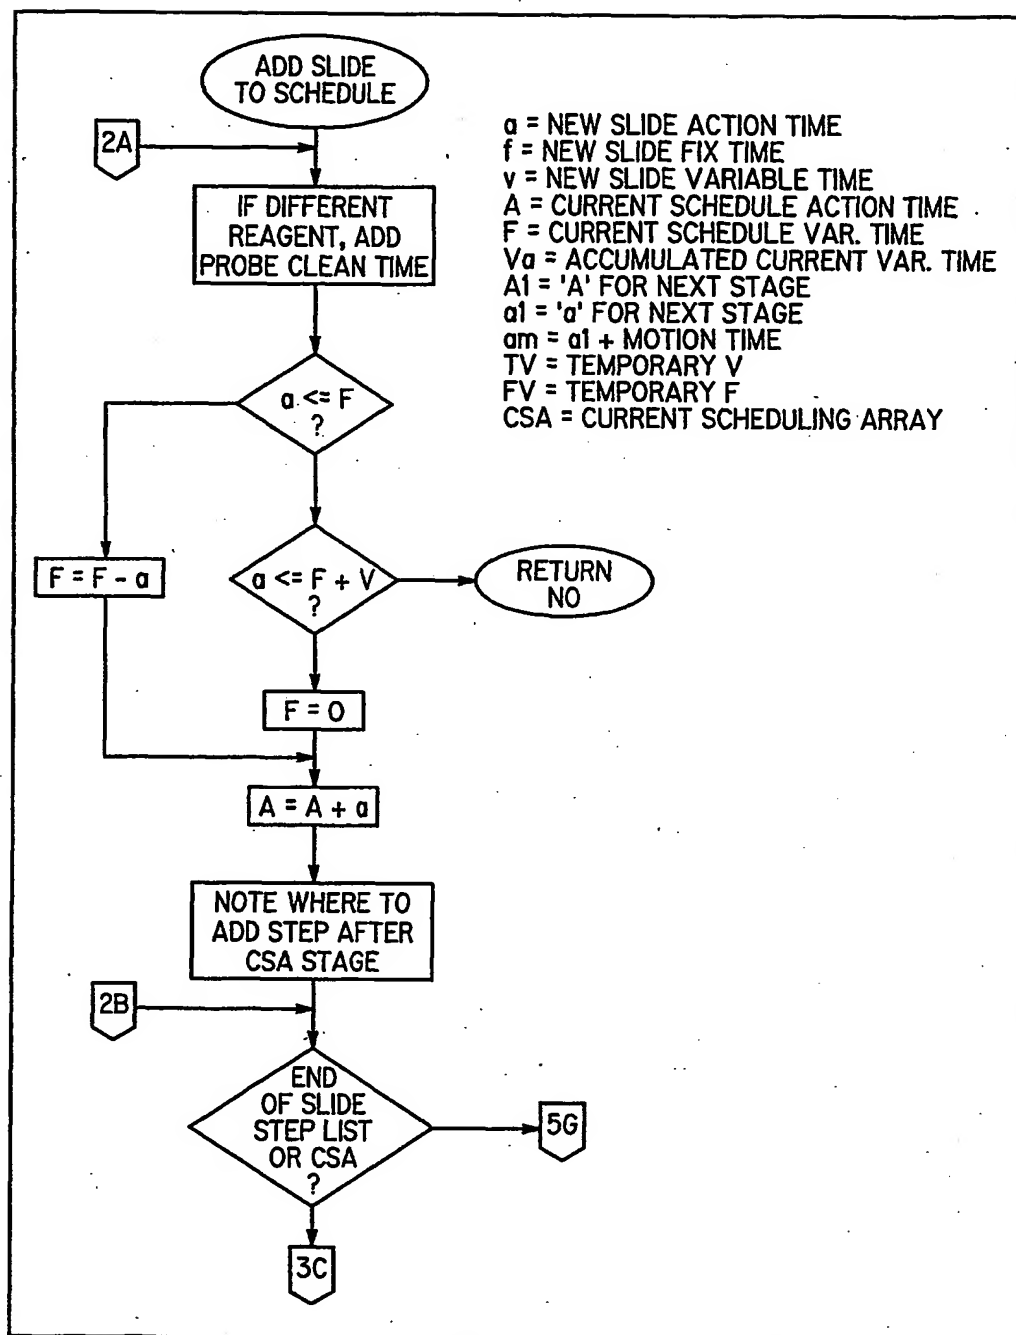 ADD SLIDE
TO SCHEDULE
2A
IF DIFFERENT
REAGENT, ADD
PROBE CLEAN TIME
a <= F
?
F = F - a
a <= F + V
?
RETURN
NO
F = 0
A = A + a
NOTE WHERE TO
ADD STEP AFTER
CSA STAGE
2B
END
OF SLIDE
STEP LIST
OR CSA
?
5G
3C
a = NEW SLIDE ACTION TIME
f = NEW SLIDE FIX TIME
v = NEW SLIDE VARIABLE TIME
A = CURRENT SCHEDULE ACTION TIME
F = CURRENT SCHEDULE VAR. TIME
Va = ACCUMULATED CURRENT VAR. TIME
A1 = 'A' FOR NEXT STAGE
a1 = 'a' FOR NEXT STAGE
am = a1 + MOTION TIME
TV = TEMPORARY V
FV = TEMPORARY F
CSA = CURRENT SCHEDULING ARRAY